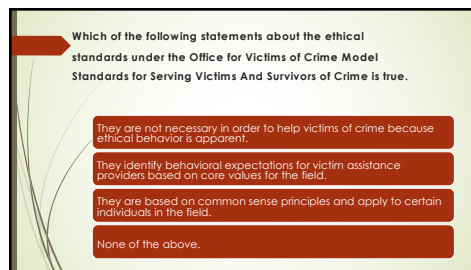 Which of the following statements about the ethical
standards under the Office for Victims of Crime Model
Standards for Serving Victims And Survivors of Crime is true.
They are not necessary in order to help victims of crime because
ethical behavior is apparent.
They identify behavioral expectations for victim assistance
providers based on core values for the field.
They are based on common sense principles and apply to certain
individuals in the field.
None of the above.